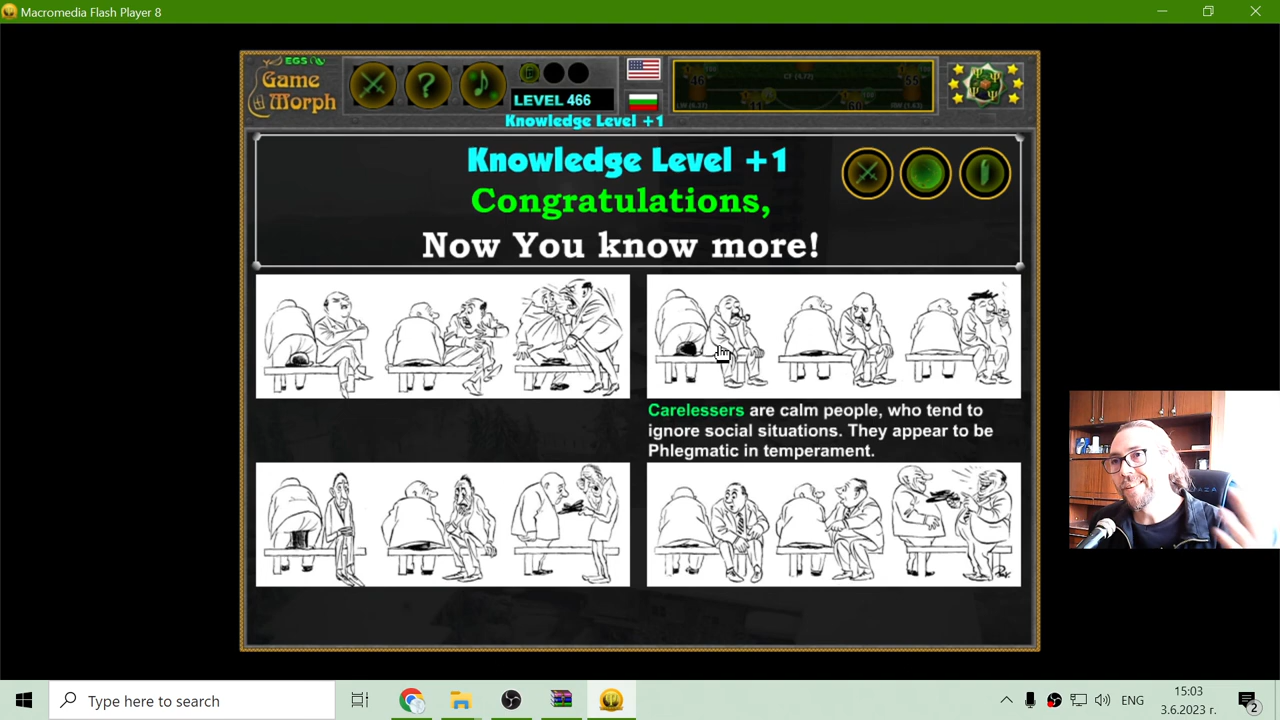 Macromedia Flash Player 8
EGS
Game Morph
LEVEL 466
Knowledge Level +1
Knowledge Level +1
Congratulations,
Now You know more!
Carelessers are calm people, who tend to
ignore social situations. They appear to be
Phlegmatic in temperament.
Type here to search
ENG
15:03
3.6.2023 г.
2